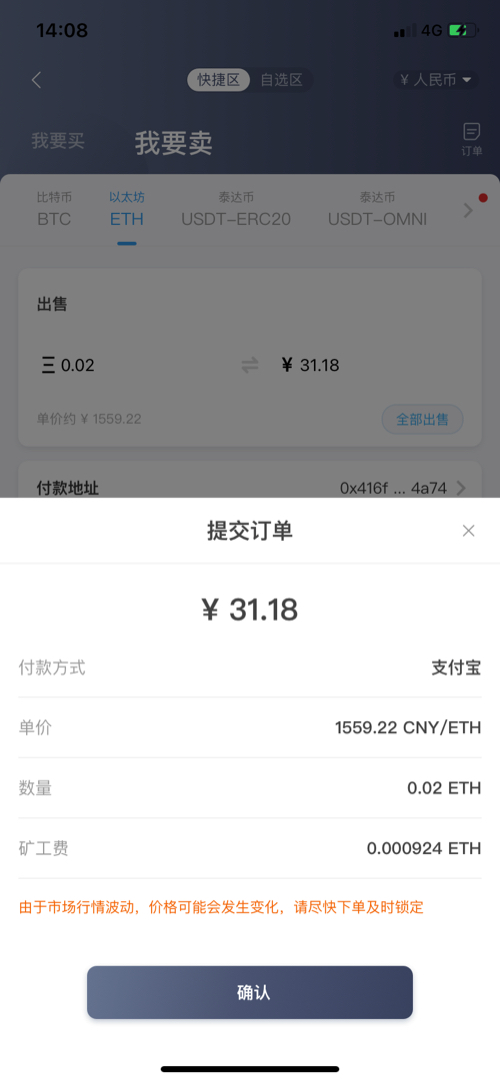 14:08
4G
快捷区 自选区 ¥ 人民币
我要买 我要卖 订单
比特币 以太坊 泰达币 泰达币
BTC ETH USDT-ERC20 USDT-OMNI
出售
0.02 ¥ 31.18
单价约 ¥ 1559.22 全部出售
付款地址 0x416f ... 4a74
提交订单
¥ 31.18
付款方式 支付宝
单价 1559.22 CNY/ETH
数量 0.02 ETH
矿工费 0.000924 ETH
由于市场行情波动，价格可能会发生变化，请尽快下单及时锁定
确认